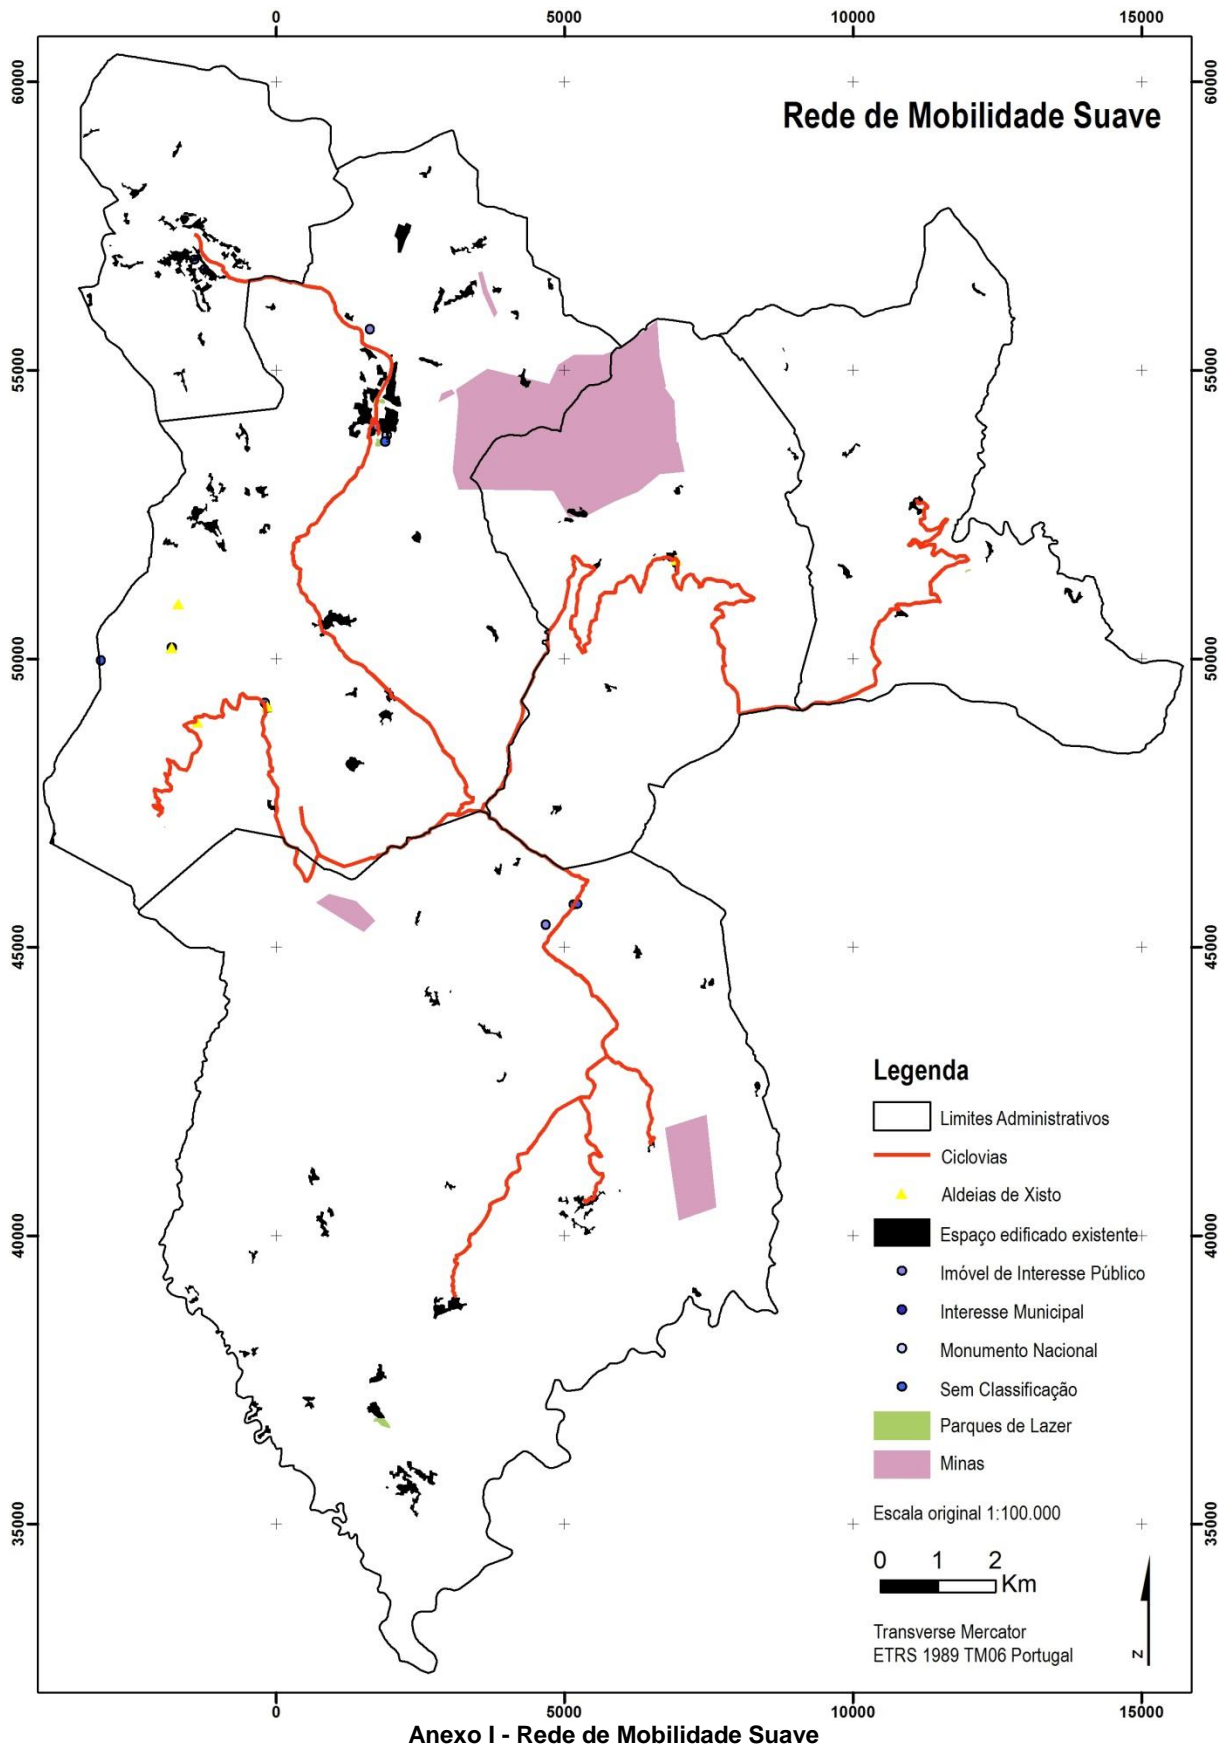 0 5000 10000 15000
60000 60000
Rede de Mobilidade Suave
55000 55000
50000 50000
45000 45000
Legenda
Limites Administrativos
Ciclovias
Aldeias de Xisto
Espaço edificado existente
40000 40000
Imóvel de Interesse Público
Interesse Municipal
Monumento Nacional
Sem Classificação
Parques de Lazer
Minas
Escala original 1:100.000
35000 35000
0 1 2
Km
Transverse Mercator
ETRS 1989 TM06 Portugal
N
0 5000 10000 15000
Anexo I - Rede de Mobilidade Suave